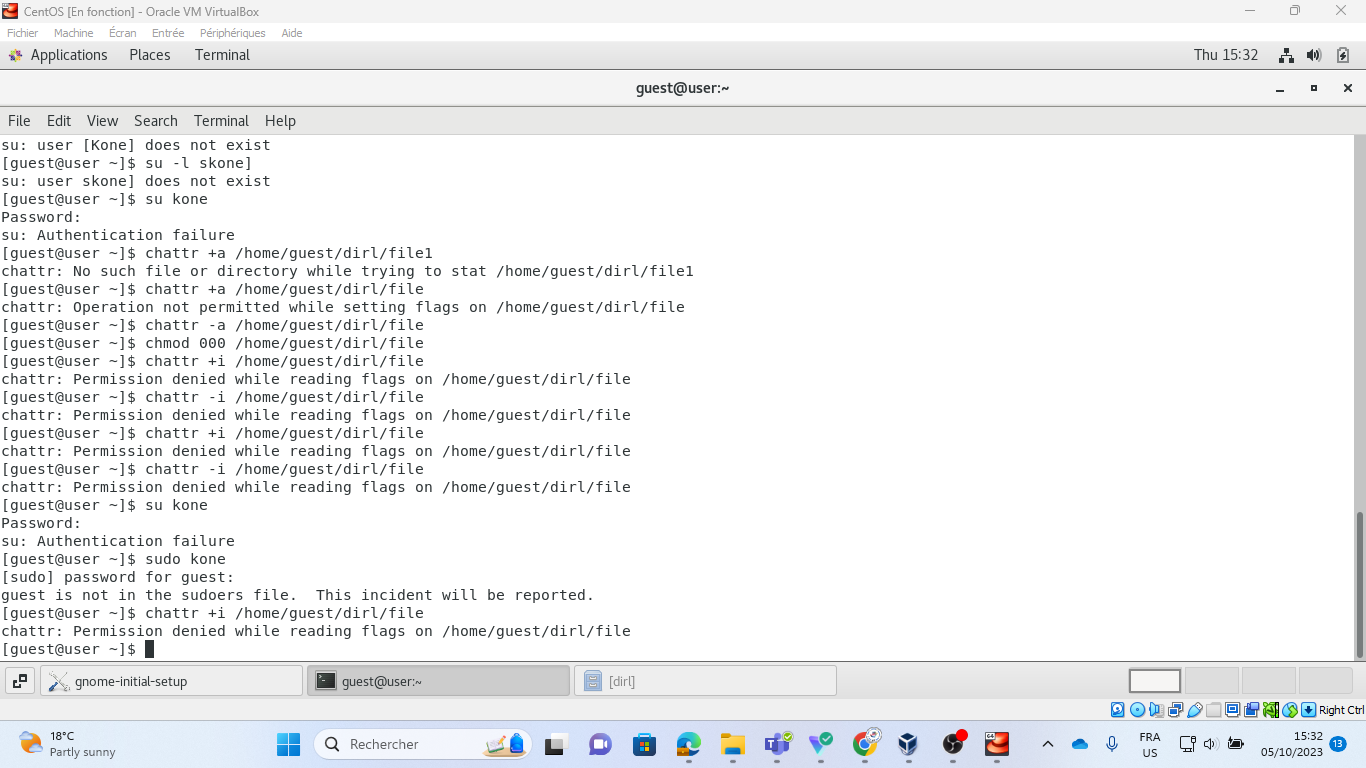 CentOS [En fonction] - Oracle VM VirtualBox
Fichier Machine Écran Entrée Périphériques Aide
Applications Places Terminal Thu 15:32
guest@user:~
File Edit View Search Terminal Help
su: user [Kone] does not exist
[guest@user ~]$ su -l skone]
su: user skone] does not exist
[guest@user ~]$ su kone
Password:
su: Authentication failure
[guest@user ~]$ chattr +a /home/guest/dirl/file1
chattr: No such file or directory while trying to stat /home/guest/dirl/file1
[guest@user ~]$ chattr +a /home/guest/dirl/file
chattr: Operation not permitted while setting flags on /home/guest/dirl/file
[guest@user ~]$ chattr -a /home/guest/dirl/file
[guest@user ~]$ chmod 000 /home/guest/dirl/file
[guest@user ~]$ chattr +i /home/guest/dirl/file
chattr: Permission denied while reading flags on /home/guest/dirl/file
[guest@user ~]$ chattr -i /home/guest/dirl/file
chattr: Permission denied while reading flags on /home/guest/dirl/file
[guest@user ~]$ chattr +i /home/guest/dirl/file
chattr: Permission denied while reading flags on /home/guest/dirl/file
[guest@user ~]$ chattr -i /home/guest/dirl/file
chattr: Permission denied while reading flags on /home/guest/dirl/file
[guest@user ~]$ su kone
Password:
su: Authentication failure
[guest@user ~]$ sudo kone
[sudo] password for guest:
guest is not in the sudoers file.  This incident will be reported.
[guest@user ~]$ chattr +i /home/guest/dirl/file
chattr: Permission denied while reading flags on /home/guest/dirl/file
[guest@user ~]$
gnome-initial-setup guest@user:~ [dirl]
Right Ctrl
18°C
Partly sunny
Rechercher
FRA
US
15:32
05/10/2023
13